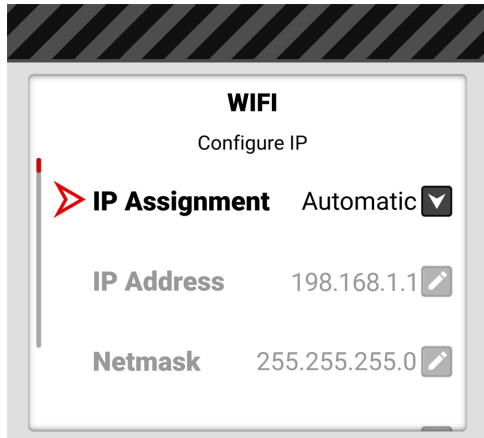 WIFI
Configure IP
IP Assignment Automatic
IP Address 198.168.1.1
Netmask 255.255.255.0